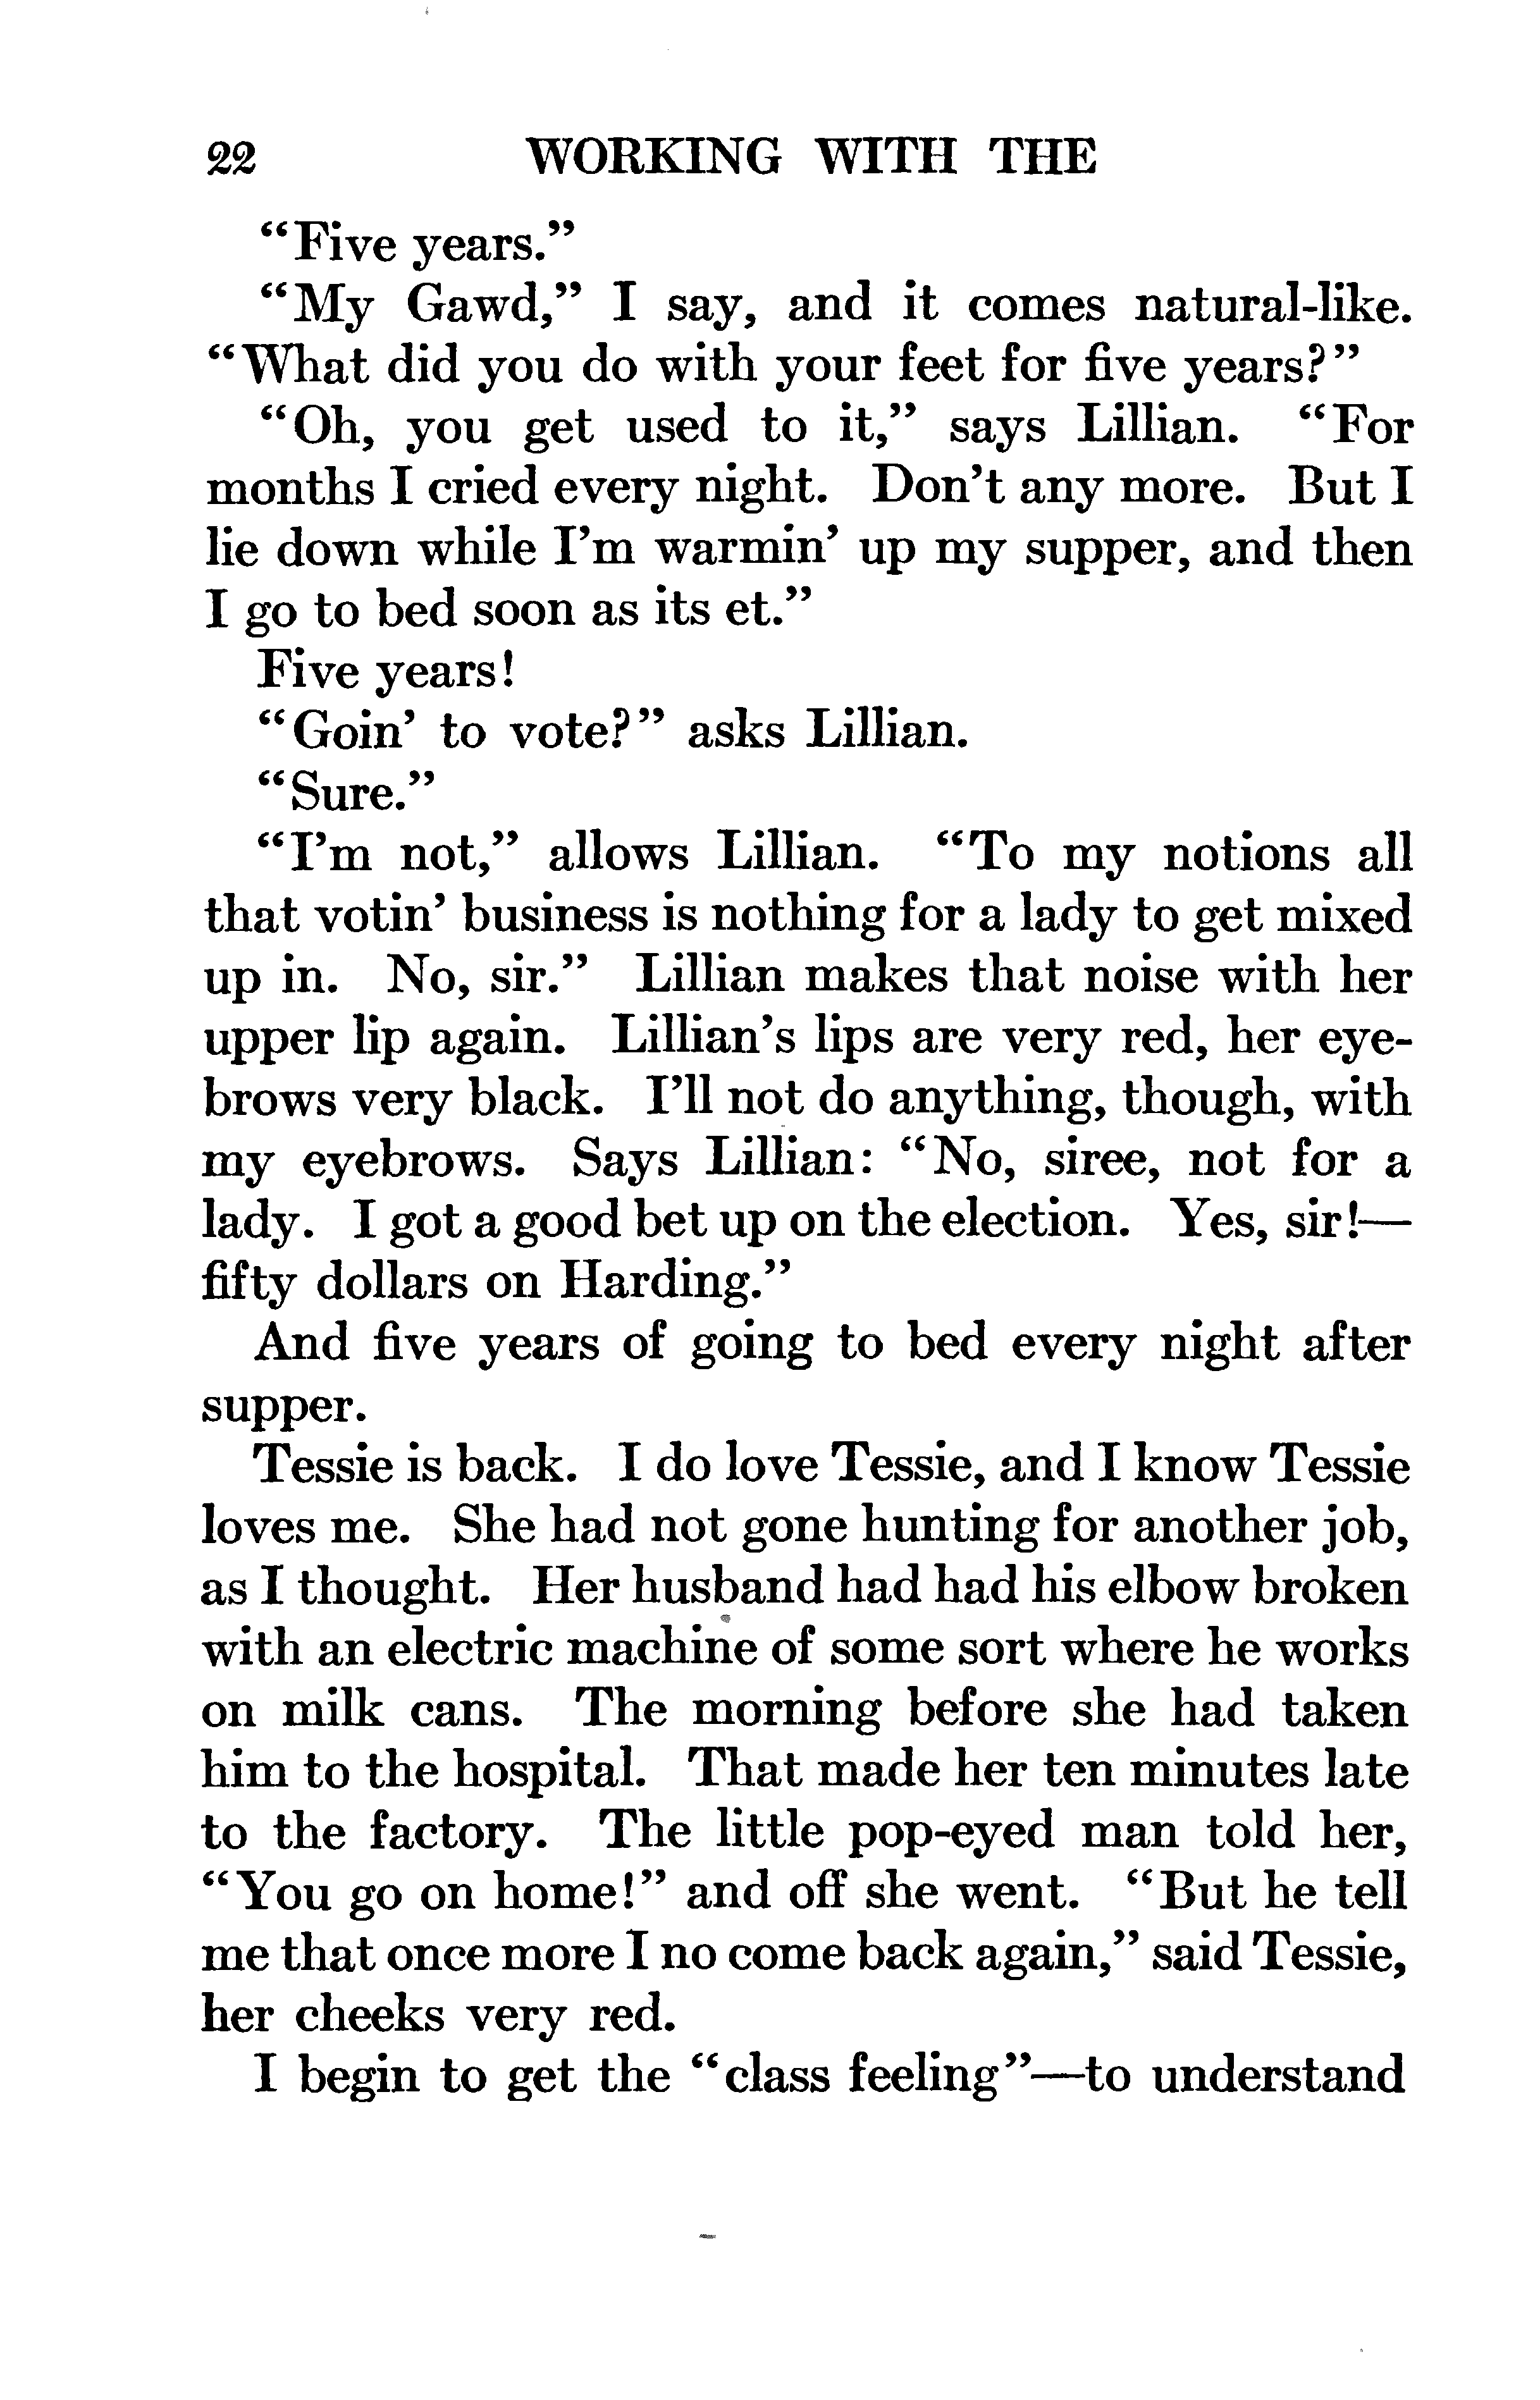 22 WORKING WITH THE
“Five years.”
“My Gawd,” I say, and it comes natural-like.
“What did you do with your feet for five years?”
“Oh, you get used to it,” says Lillian. “For
months I cried every night. Don’t any more. But I
lie down while I’m warmin’ up my supper, and then
I go to bed soon as its et.”
Five years!
“Goin’ to vote?” asks Lillian.
“Sure.”
“I’m not,” allows Lillian. “To my notions all
that votin’ business is nothing for a lady to get mixed
up in. No, sir.” Lillian makes that noise with her
upper lip again. Lillian’s lips are very red, her eye-
brows very black. I’ll not do anything, though, with
my eyebrows. Says Lillian: “No, siree, not for a
lady. I got a good bet up on the election. Yes, sir!—
fifty dollars on Harding.”
And five years of going to bed every night after
supper.
Tessie is back. I do love Tessie, and I know Tessie
loves me. She had not gone hunting for another job,
as I thought. Her husband had had his elbow broken
with an electric machine of some sort where he works
on milk cans. The morning before she had taken
him to the hospital. That made her ten minutes late
to the factory. The little pop-eyed man told her,
“You go on home!” and off she went. “But he tell
me that once more I no come back again,” said Tessie,
her cheeks very red.
I begin to get the “class feeling”—to understand